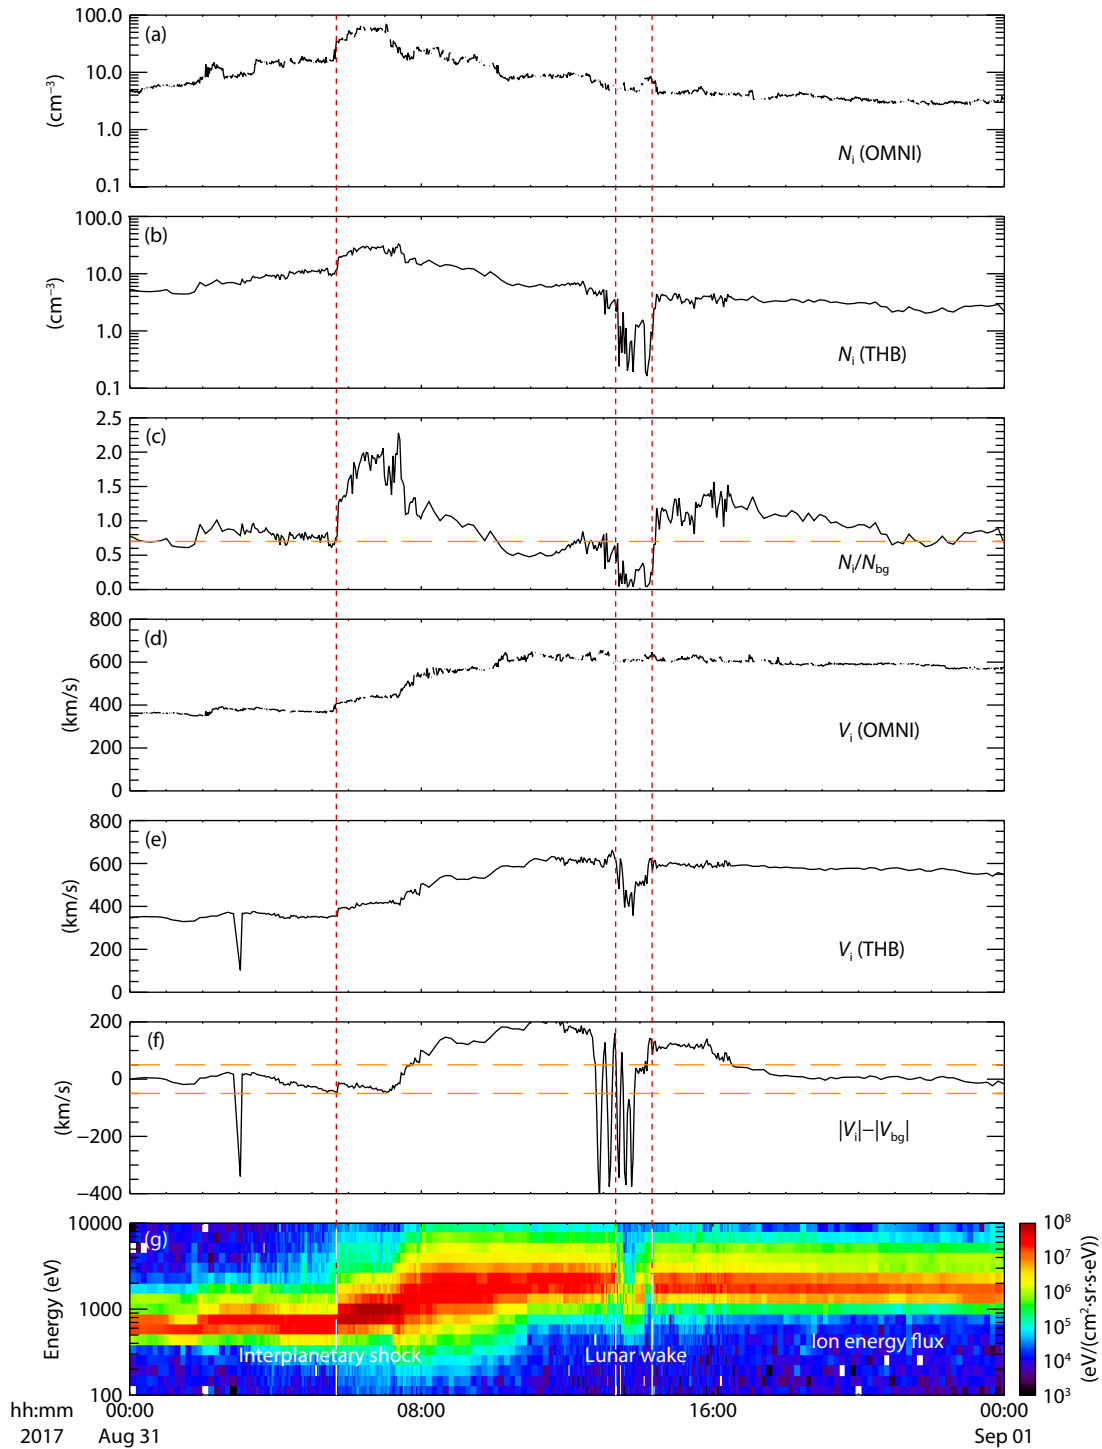 (a)
100.0
10.0
1.0
0.1
(cm⁻³)
Nᵢ (OMNI)
(b)
100.0
10.0
1.0
0.1
(cm⁻³)
Nᵢ (THB)
(c)
2.5
2.0
1.5
1.0
0.5
0.0
Nᵢ/N_bg
(d)
800
600
400
200
0
(km/s)
Vᵢ (OMNI)
(e)
800
600
400
200
0
(km/s)
Vᵢ (THB)
(f)
200
0
−200
−400
(km/s)
|Vᵢ|−|V_bg|
(g)
10000
1000
100
Energy (eV)
Interplanetary shock
Lunar wake
Ion energy flux
10⁸
10⁷
10⁶
10⁵
10⁴
10³
(eV/(cm²·sr·s·eV))
hh:mm 00:00 08:00 16:00 00:00
2017 Aug 31 Sep 01